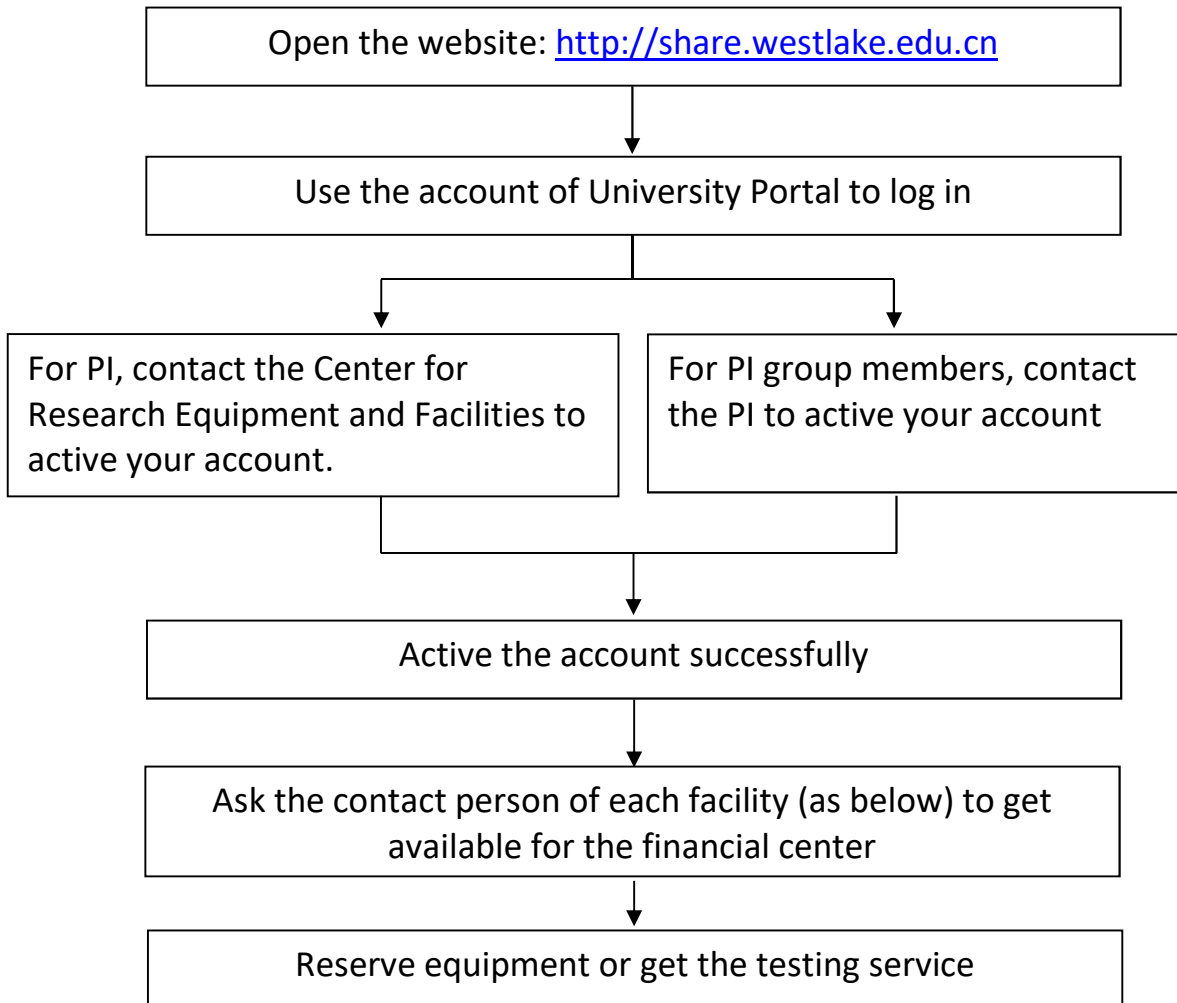 Open the website: http://share.westlake.edu.cn
Use the account of University Portal to log in
For PI, contact the Center for
Research Equipment and Facilities to
active your account.
For PI group members, contact
the PI to active your account
Active the account successfully
Ask the contact person of each facility (as below) to get
available for the financial center
Reserve equipment or get the testing service